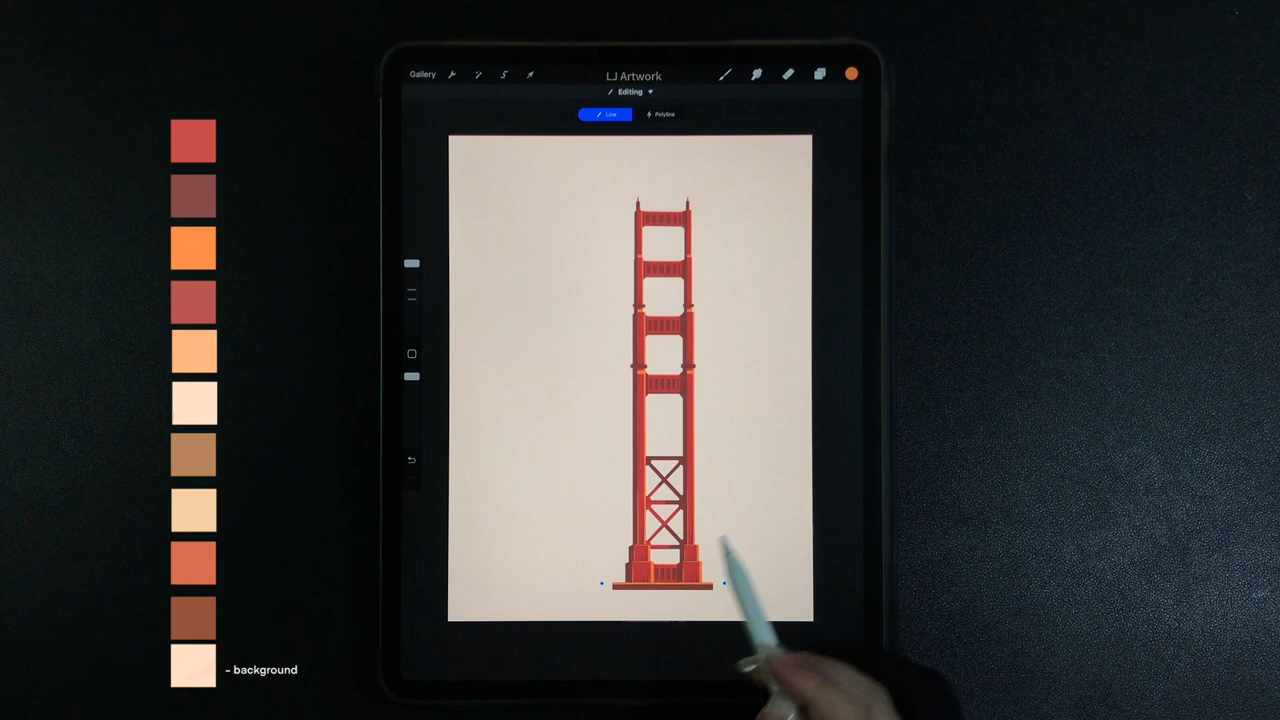 Gallery
LJ Artwork
Editing
Line
Polyline
- background